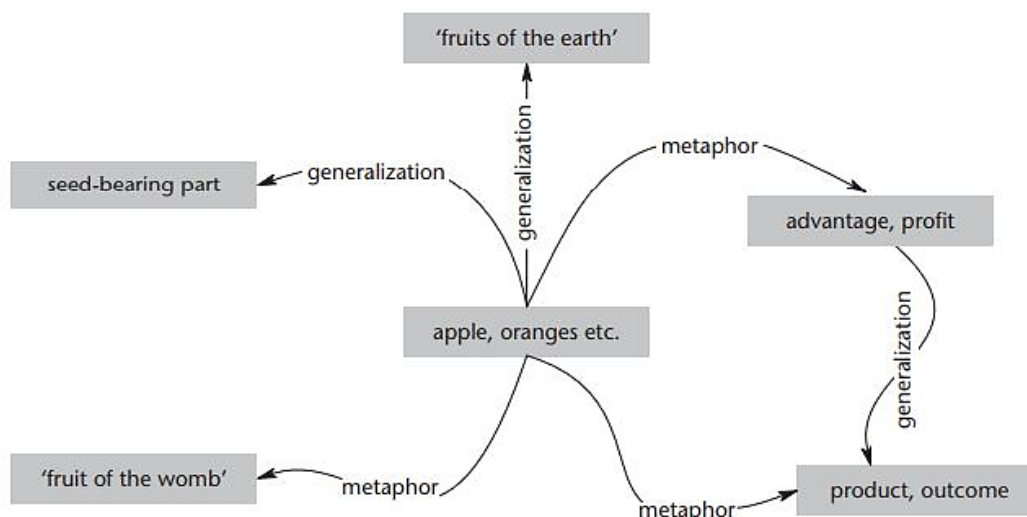 ‘fruits of the earth’
metaphor
generalization
generalization
seed-bearing part
advantage, profit
apple, oranges etc.
generalization
‘fruit of the womb’
metaphor
metaphor
product, outcome